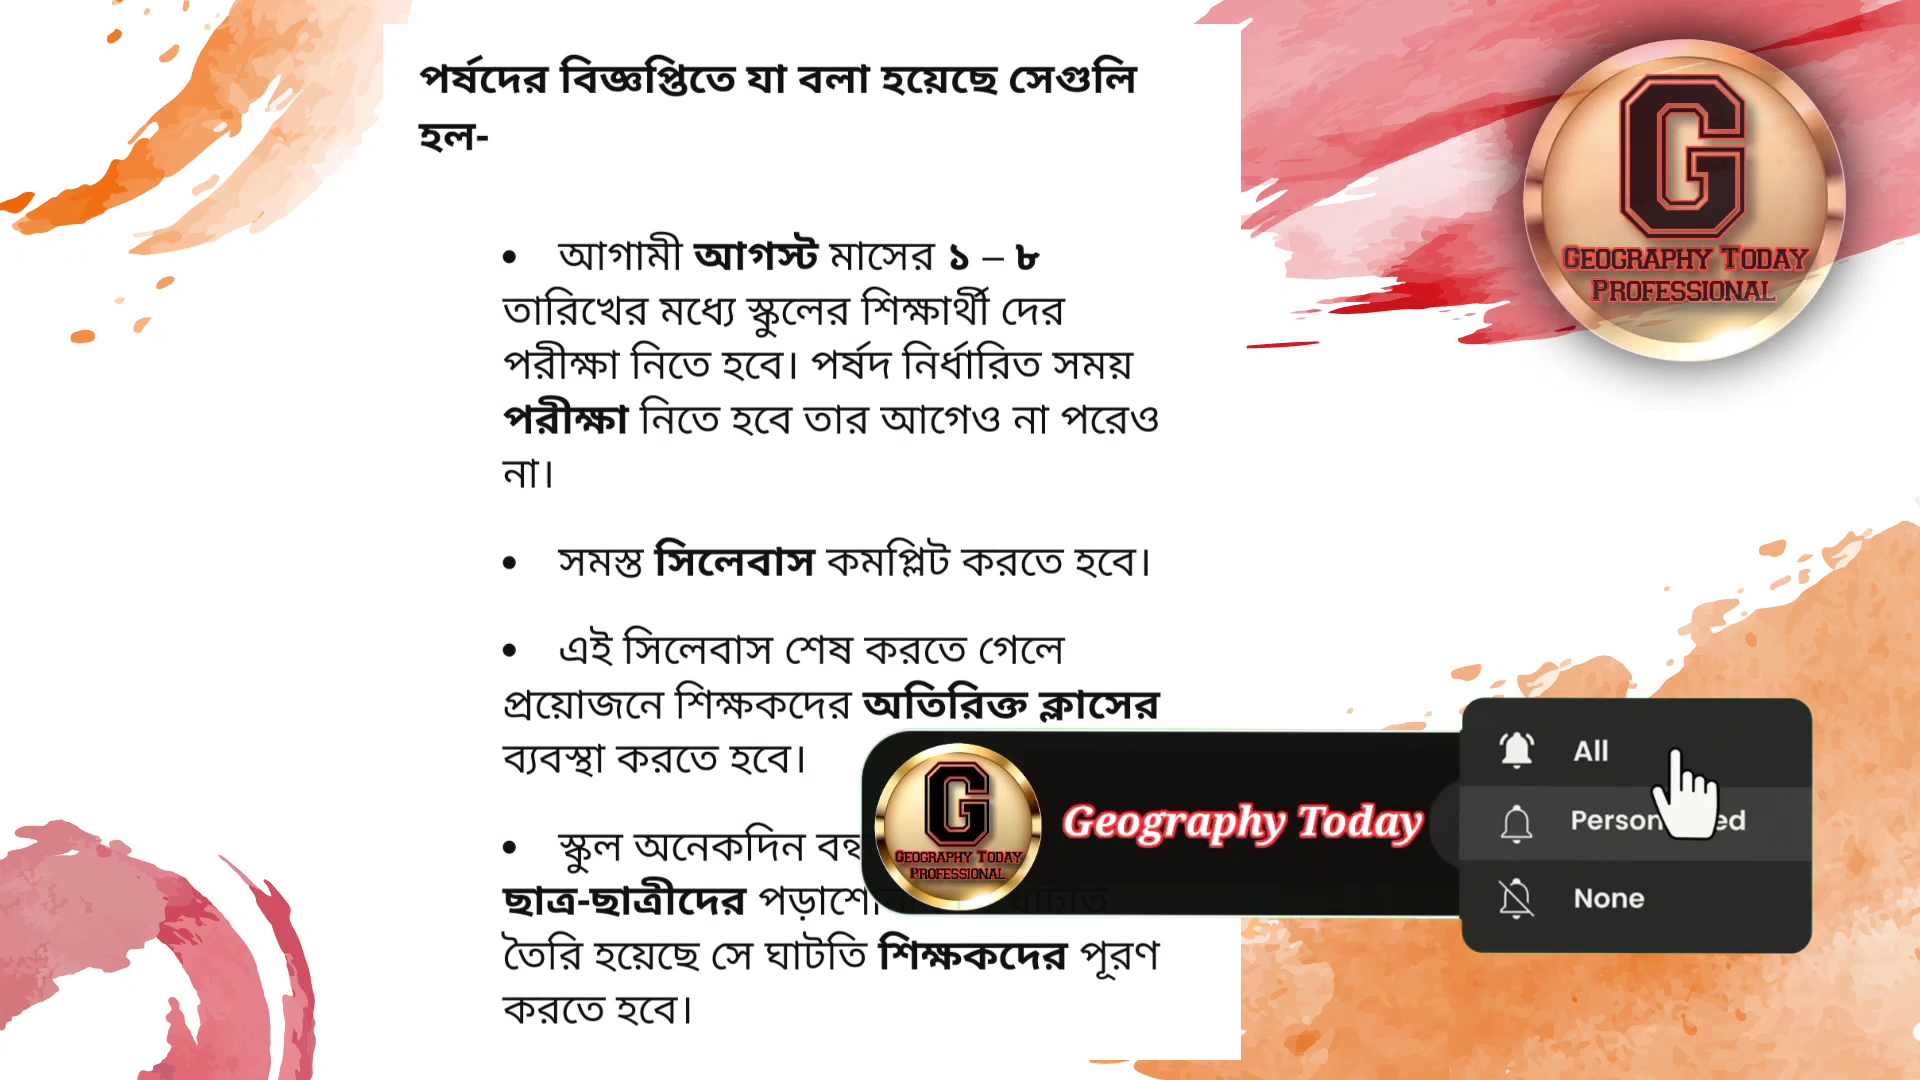 পর্ষদের বিজ্ঞপ্তিতে যা বলা হয়েছে সেগুলি
হল-
• আগামী আগস্ট মাসের ১ – ৮
তারিখের মধ্যে স্কুলের শিক্ষার্থী দের
পরীক্ষা নিতে হবে। পর্ষদ নির্ধারিত সময়
পরীক্ষা নিতে হবে তার আগেও না পরেও
না।
• সমস্ত সিলেবাস কমপ্লিট করতে হবে।
• এই সিলেবাস শেষ করতে গেলে
প্রয়োজনে শিক্ষকদের অতিরিক্ত ক্লাসের
ব্যবস্থা করতে হবে।
• স্কুল অনেকদিন
ছাত্র-ছাত্রীদের ঘাটতি
তৈরি হয়েছে সে ঘাটতি শিক্ষকদের পূরণ
করতে হবে।
G
GEOGRAPHY TODAY
PROFESSIONAL
G
GEOGRAPHY TODAY
PROFESSIONAL
Geography Today
All
None